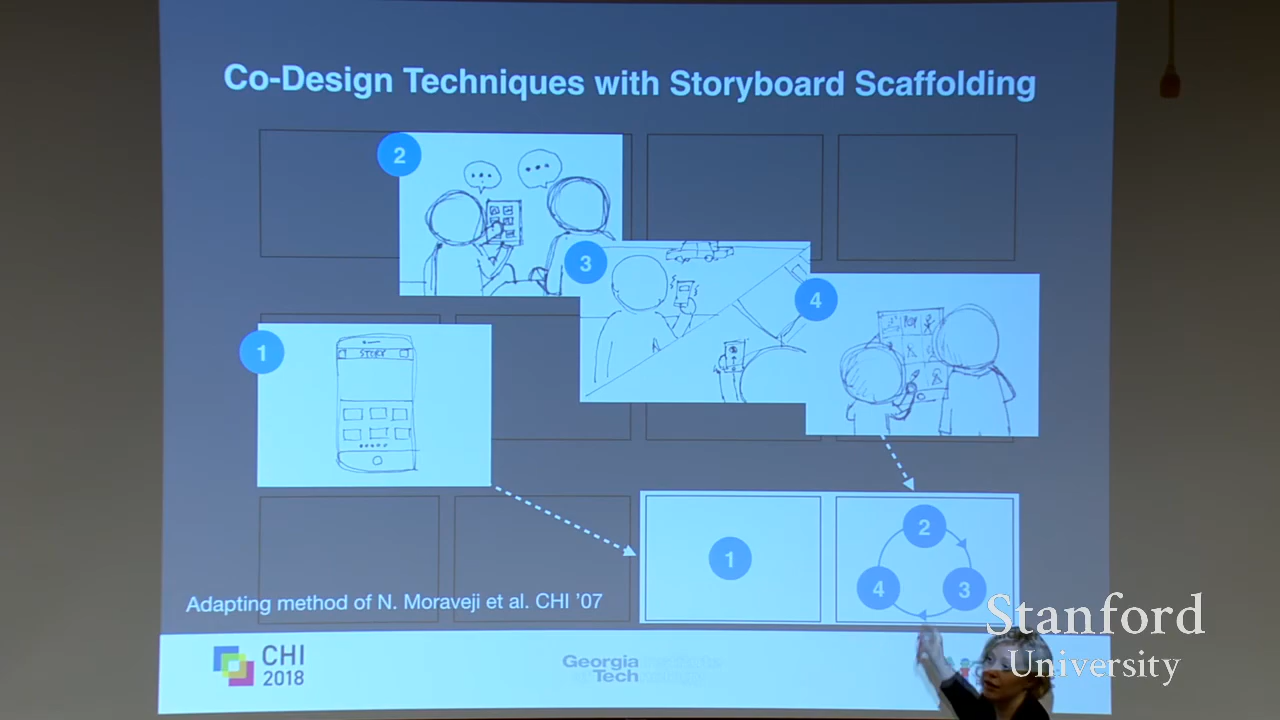 Co-Design Techniques with Storyboard Scaffolding
2
3
4
1
STORY
1
2
4
3
Adapting method of N. Moraveji et al. CHI '07
CHI
2018
Georgia
Tech
Stanford
University